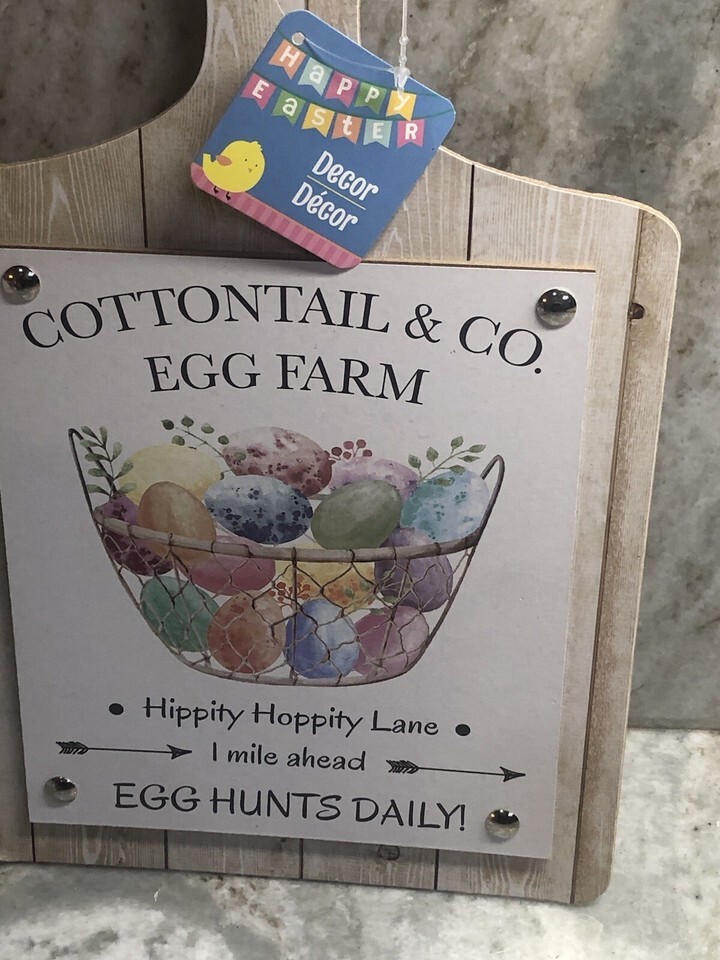 Happy
Easter
Decor
Décor
COTTONTAIL & CO.
EGG FARM
• Hippity Hoppity Lane •
1 mile ahead
EGG HUNTS DAILY!